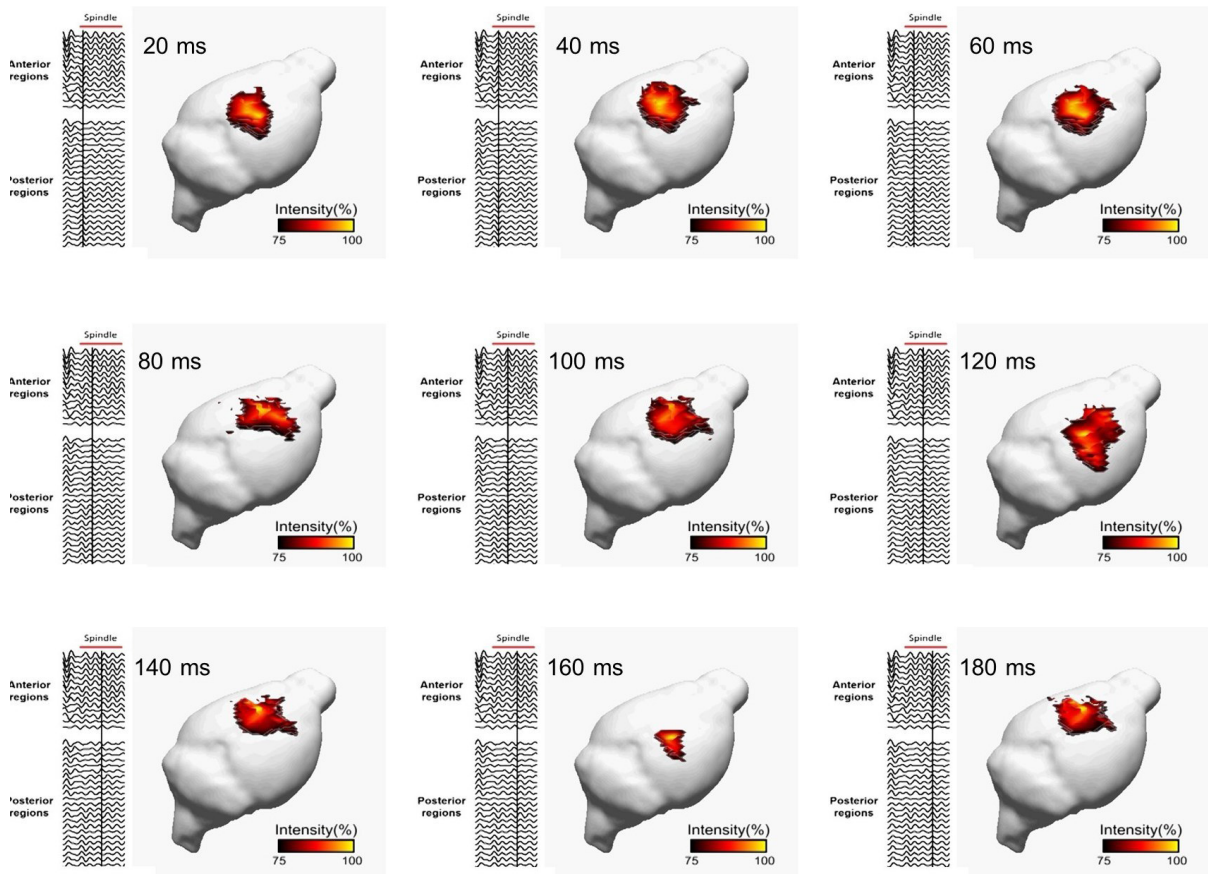 Spindle
20 ms
Anterior
regions
Posterior
regions
Intensity(%)
75 100
Spindle
40 ms
Anterior
regions
Posterior
regions
Intensity(%)
75 100
Spindle
60 ms
Anterior
regions
Posterior
regions
Intensity(%)
75 100
Spindle
80 ms
Anterior
regions
Posterior
regions
Intensity(%)
75 100
Spindle
100 ms
Anterior
regions
Posterior
regions
Intensity(%)
75 100
Spindle
120 ms
Anterior
regions
Posterior
regions
Intensity(%)
75 100
Spindle
140 ms
Anterior
regions
Posterior
regions
Intensity(%)
75 100
Spindle
160 ms
Anterior
regions
Posterior
regions
Intensity(%)
75 100
Spindle
180 ms
Anterior
regions
Posterior
regions
Intensity(%)
75 100